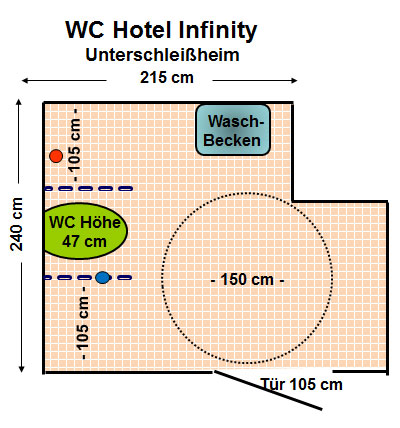 WC Hotel Infinity
Unterschleißheim
215 cm
- 105 cm -
Wasch-
Becken
240 cm
WC Höhe
47 cm
- 150 cm -
- 105 cm -
Tür 105 cm